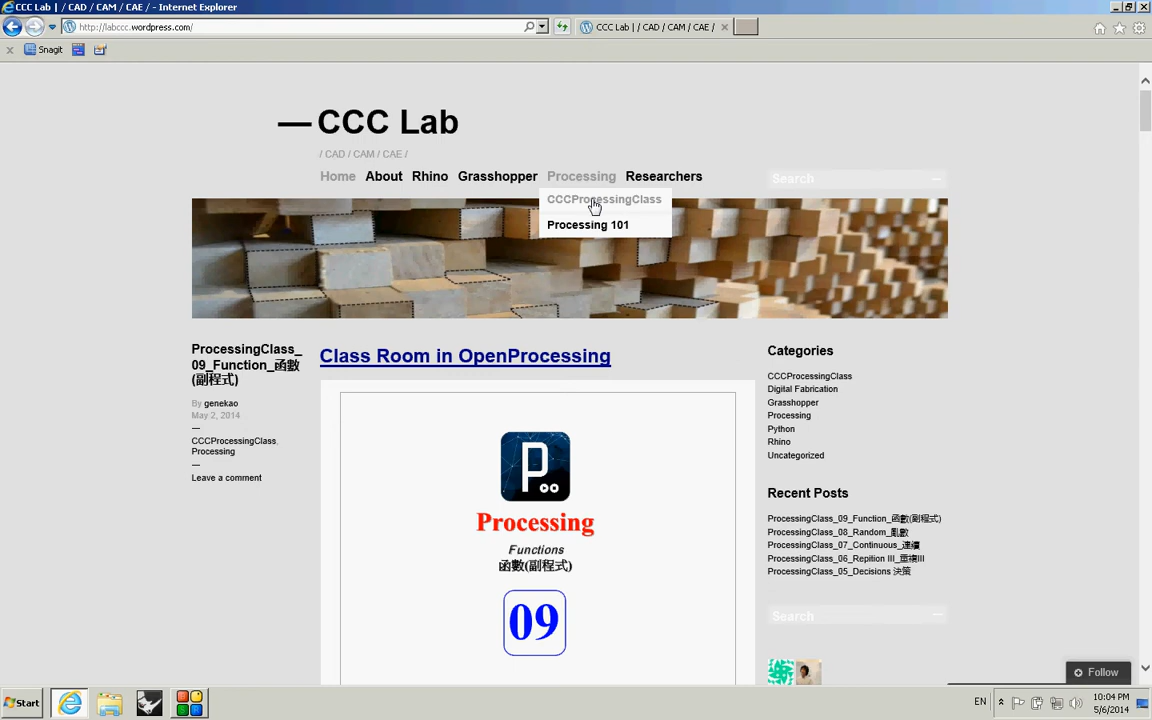 CCC Lab | / CAD / CAM / CAE / - Internet Explorer
http://labccc.wordpress.com/
CCC Lab | / CAD / CAM / CAE /
Snagit
— CCC Lab
/ CAD / CAM / CAE /
Home About Rhino Grasshopper Processing Researchers
Search
CCCProcessingClass
Processing 101
ProcessingClass_
09_Function_函數
(副程式)
By genekao
May 2, 2014
—
CCCProcessingClass,
Processing
—
Leave a comment
Class Room in OpenProcessing
P
Processing
Functions
函數(副程式)
09
Categories
CCCProcessingClass
Digital Fabrication
Grasshopper
Processing
Python
Rhino
Uncategorized
Recent Posts
ProcessingClass_09_Function_函數(副程式)
ProcessingClass_08_Random_亂數
ProcessingClass_07_Continuous_連續
ProcessingClass_06_Repition III_重複III
ProcessingClass_05_Decisions 決策
Search
Follow
Start
EN
10:04 PM
5/6/2014